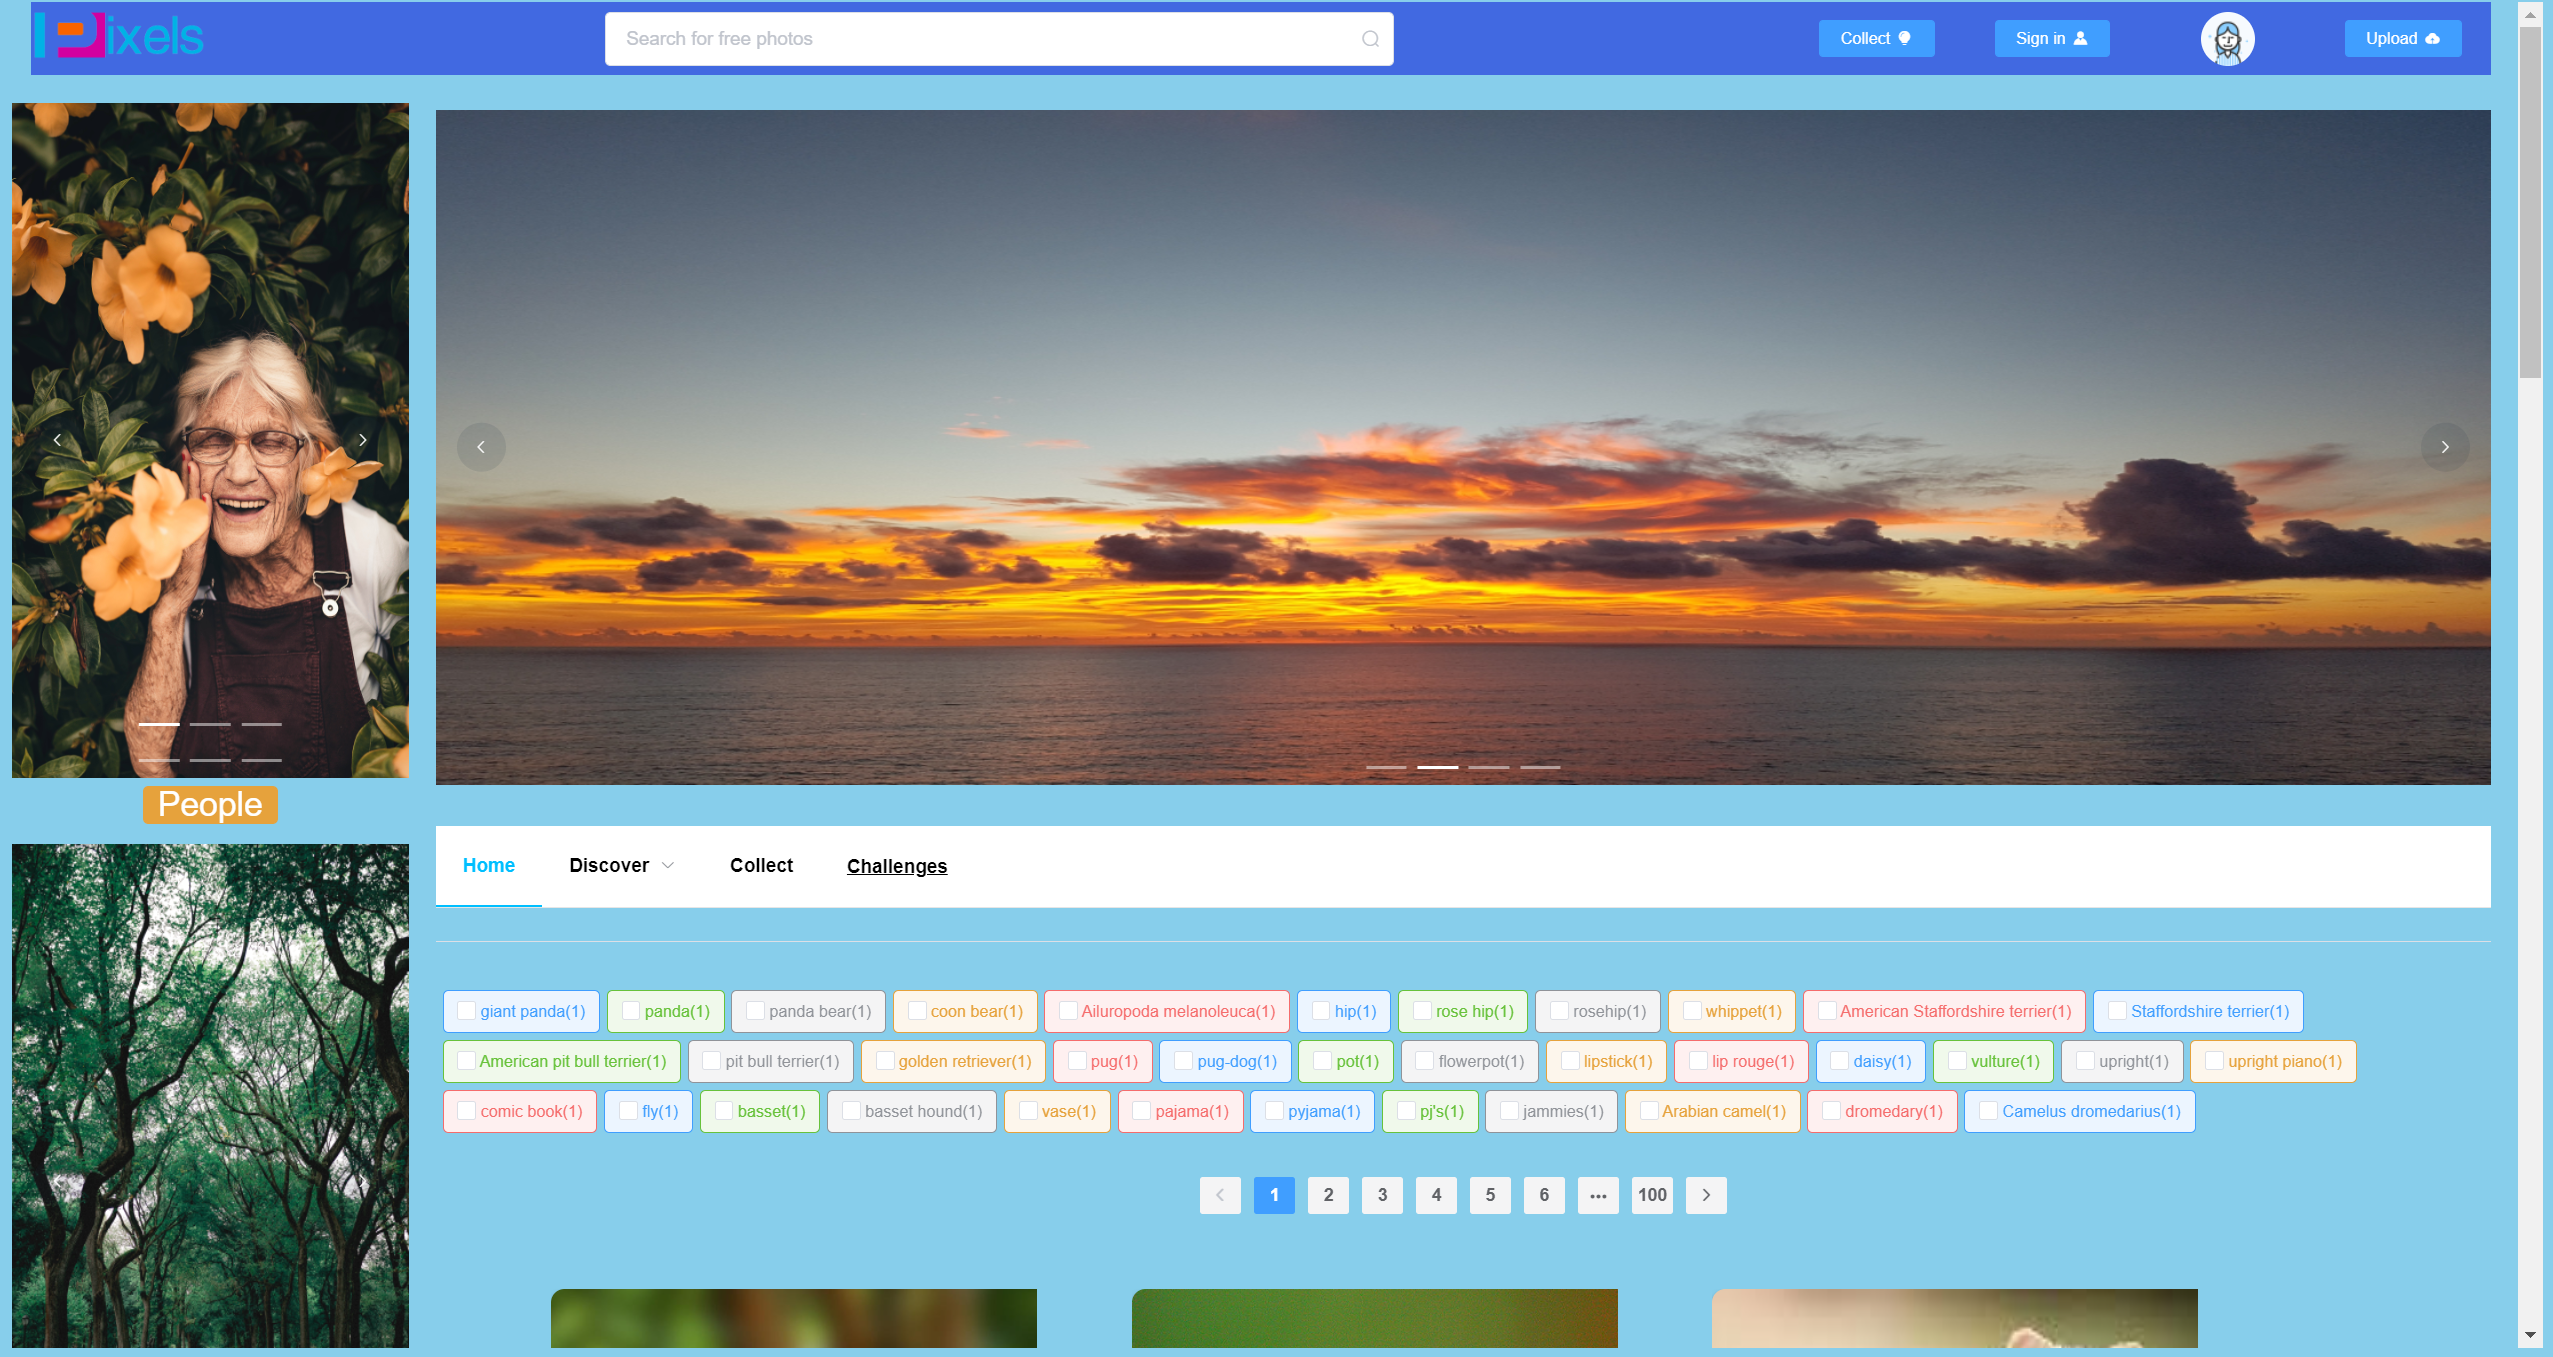 Pixels
Search for free photos
Collect
Sign in
Upload
People
Home Discover Collect Challenges
giant panda(1) panda(1) panda bear(1) coon bear(1) Ailuropoda melanoleuca(1) hip(1) rose hip(1) rosehip(1) whippet(1) American Staffordshire terrier(1) Staffordshire terrier(1)
American pit bull terrier(1) pit bull terrier(1) golden retriever(1) pug(1) pug-dog(1) pot(1) flowerpot(1) lipstick(1) lip rouge(1) daisy(1) vulture(1) upright(1) upright piano(1)
comic book(1) fly(1) basset(1) basset hound(1) vase(1) pajama(1) pyjama(1) pj's(1) jammies(1) Arabian camel(1) dromedary(1) Camelus dromedarius(1)
1 2 3 4 5 6 ••• 100